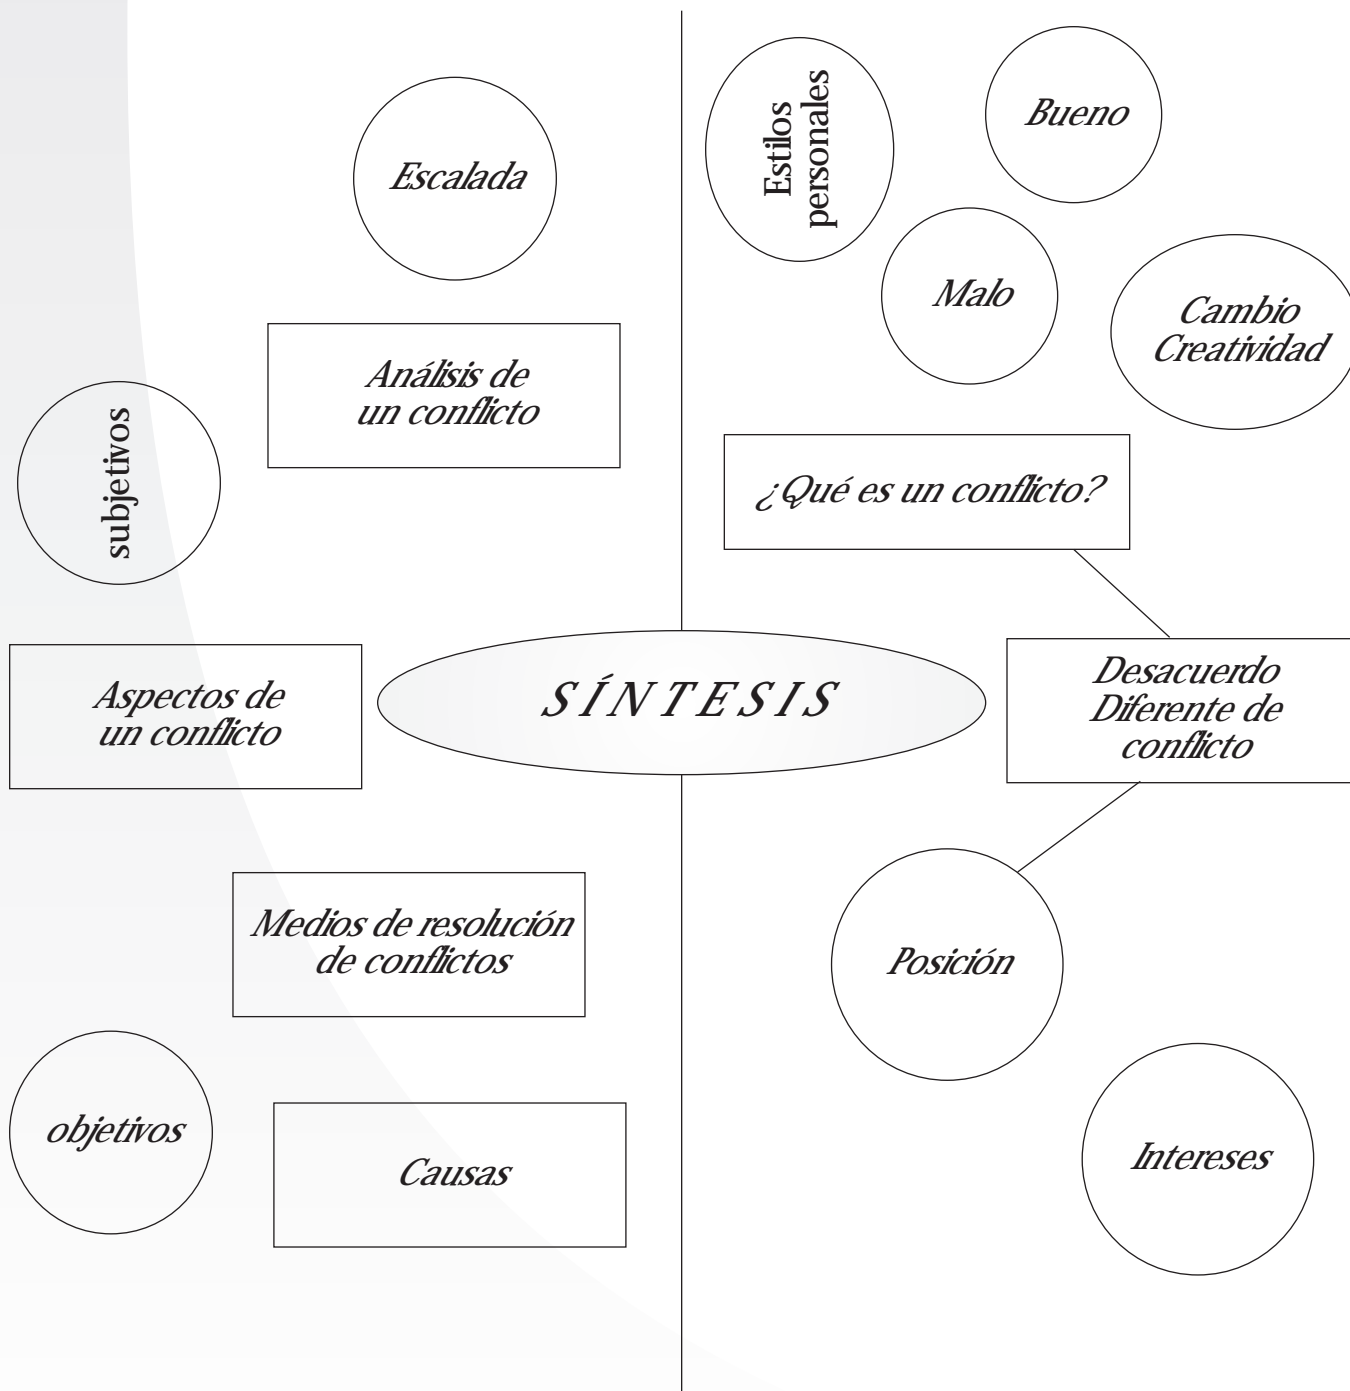 Escalada
Análisis de
un conflicto
subjetivos
Aspectos de
un conflicto
Medios de resolución
de conflictos
objetivos
Causas
SÍNTESIS
Estilos
personales
Bueno
Malo
Cambio
Creatividad
¿Qué es un conflicto?
Desacuerdo
Diferente de
conflicto
Posición
Intereses